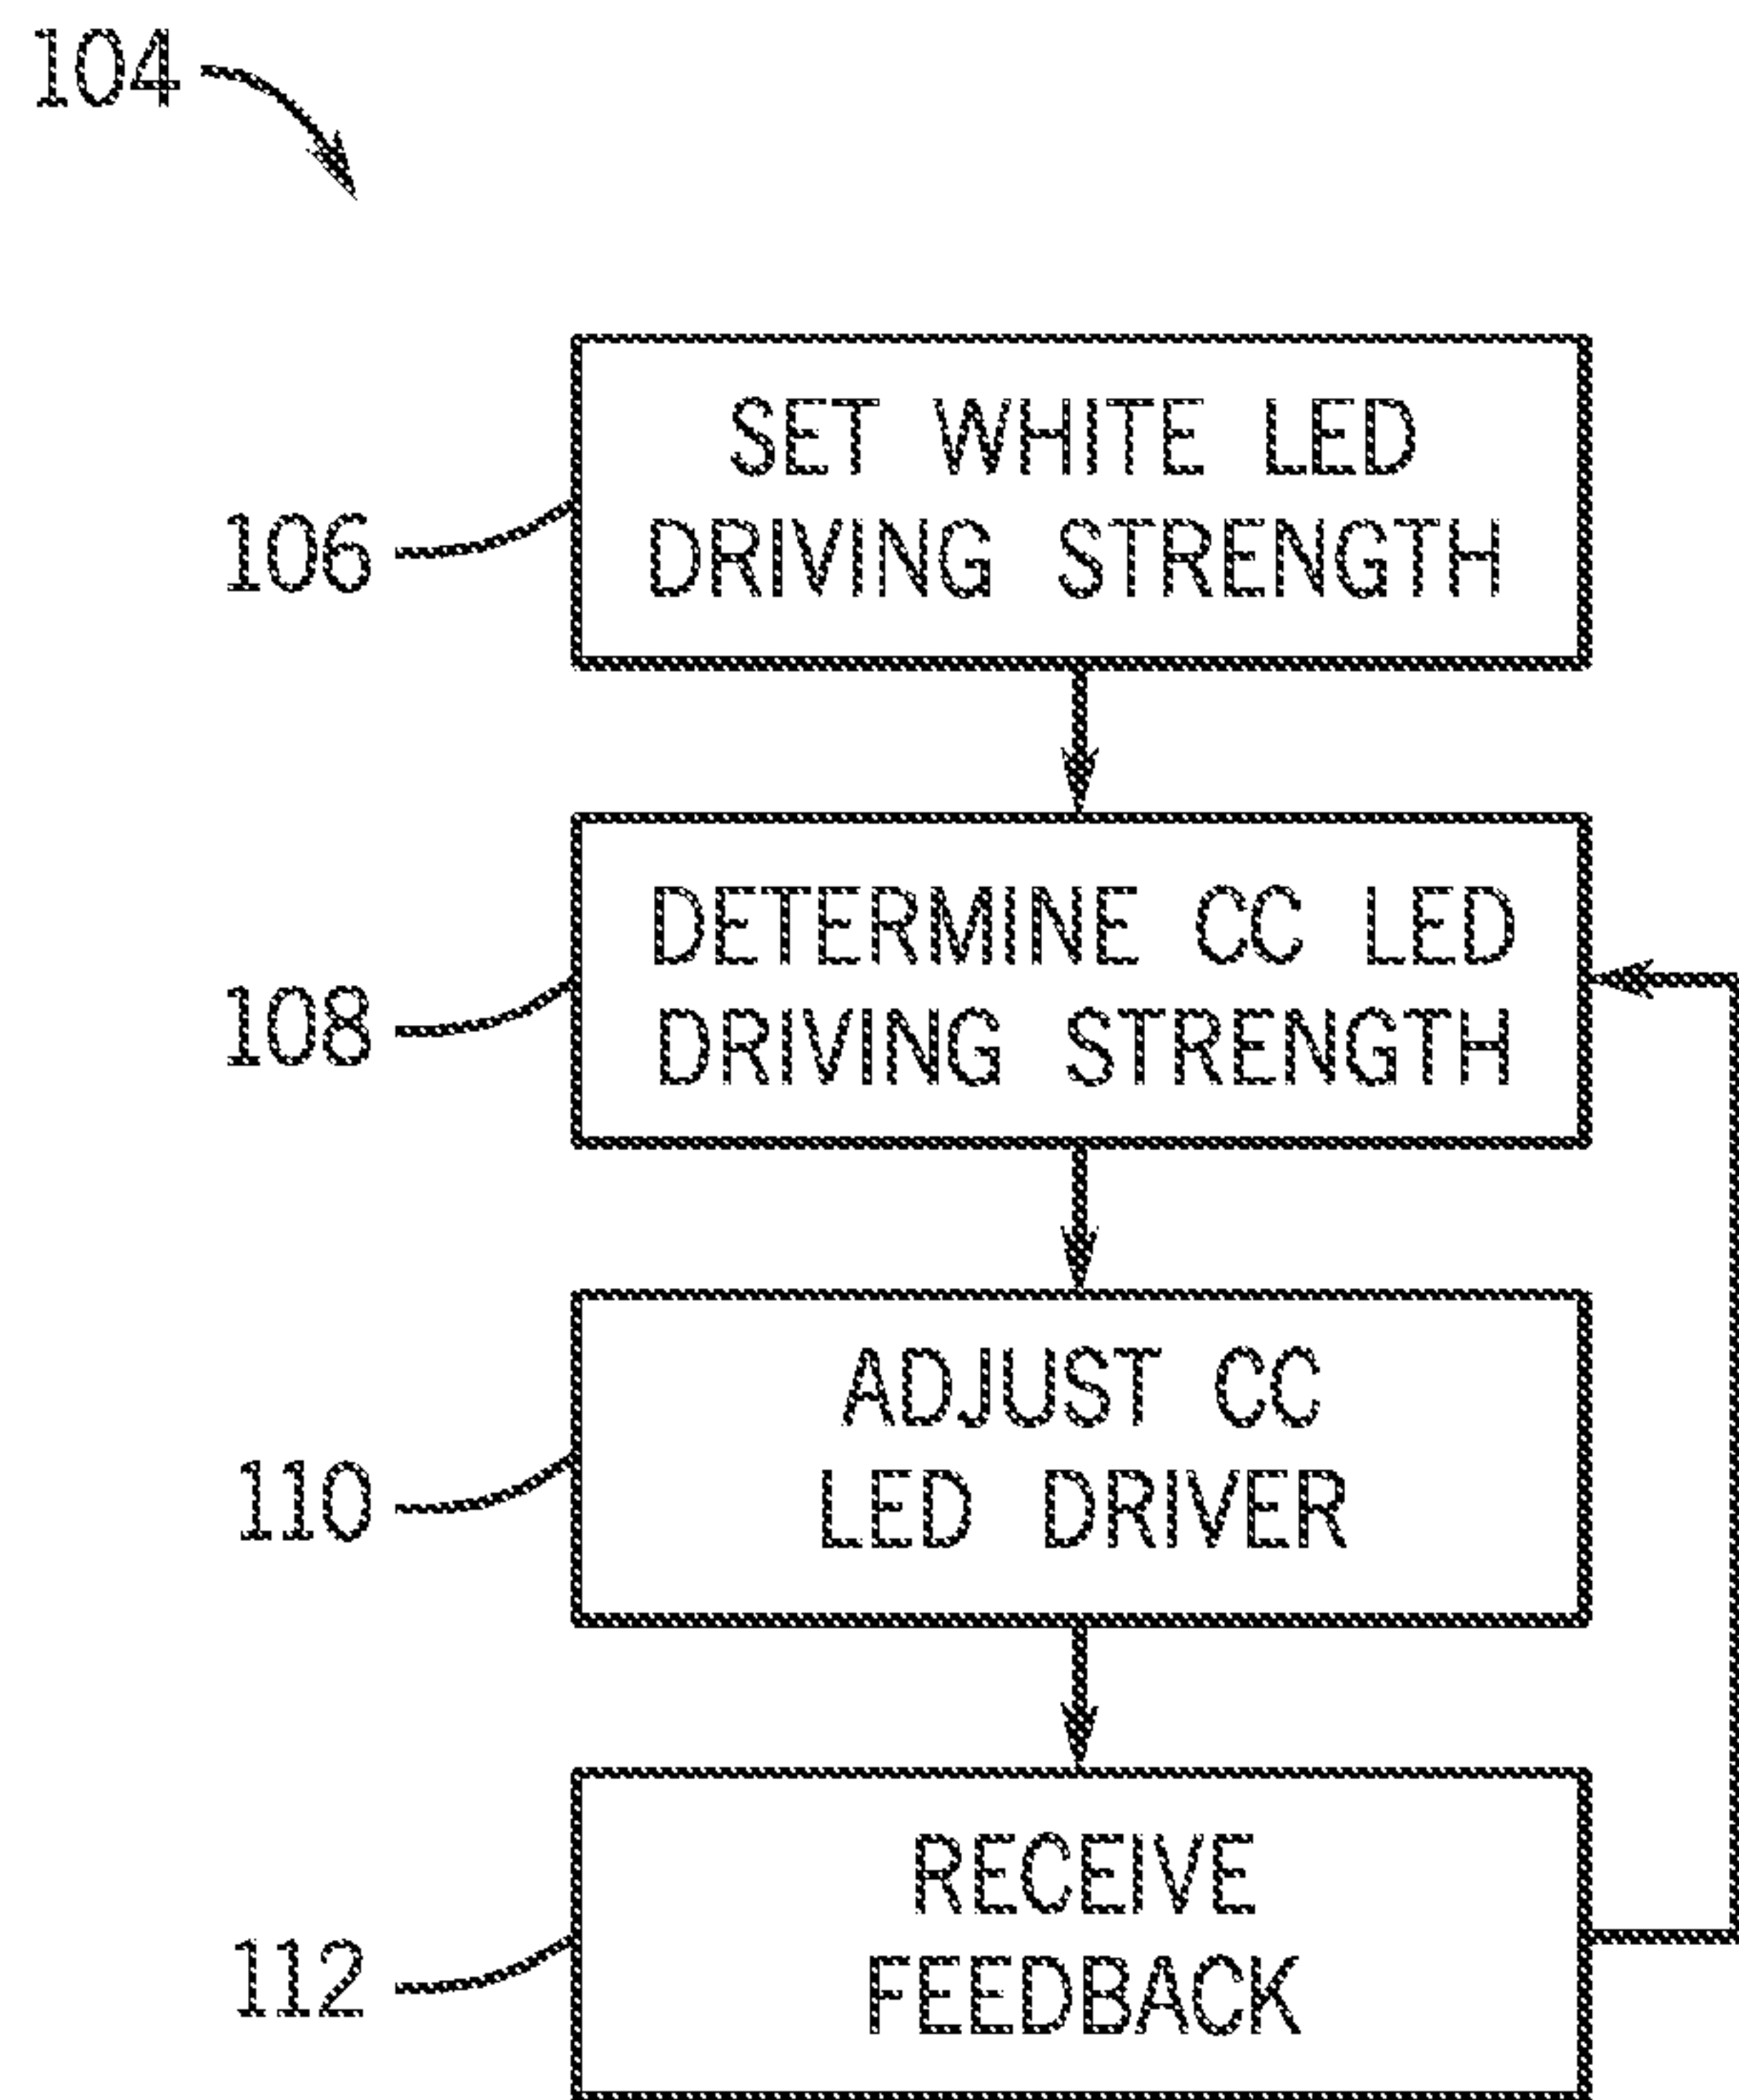 104
SET WHITE LED
DRIVING STRENGTH
106
DETERMINE CC LED
DRIVING STRENGTH
108
ADJUST CC
LED DRIVER
110
RECEIVE
FEEDBACK
112